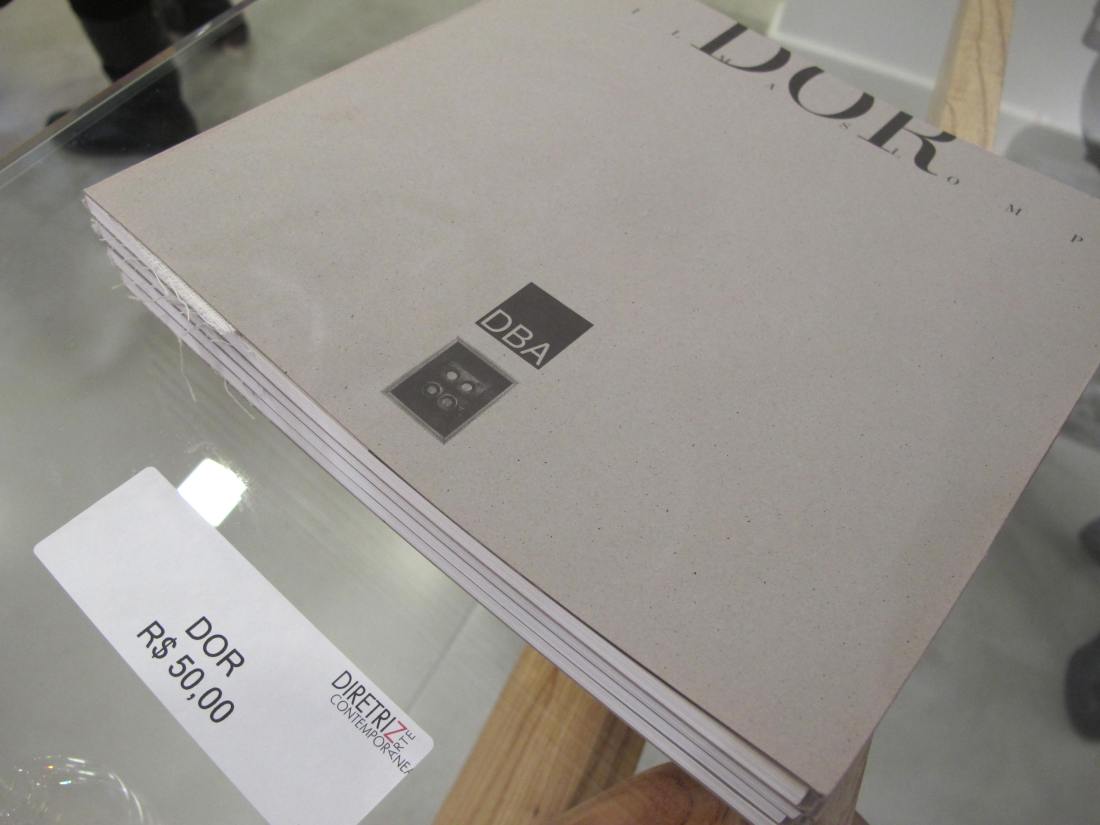 DOR
I L M A S L O M P
DBA
DOR
R$ 50,00
DIRETRIZ
ARTE
CONTEMPORÂNEA